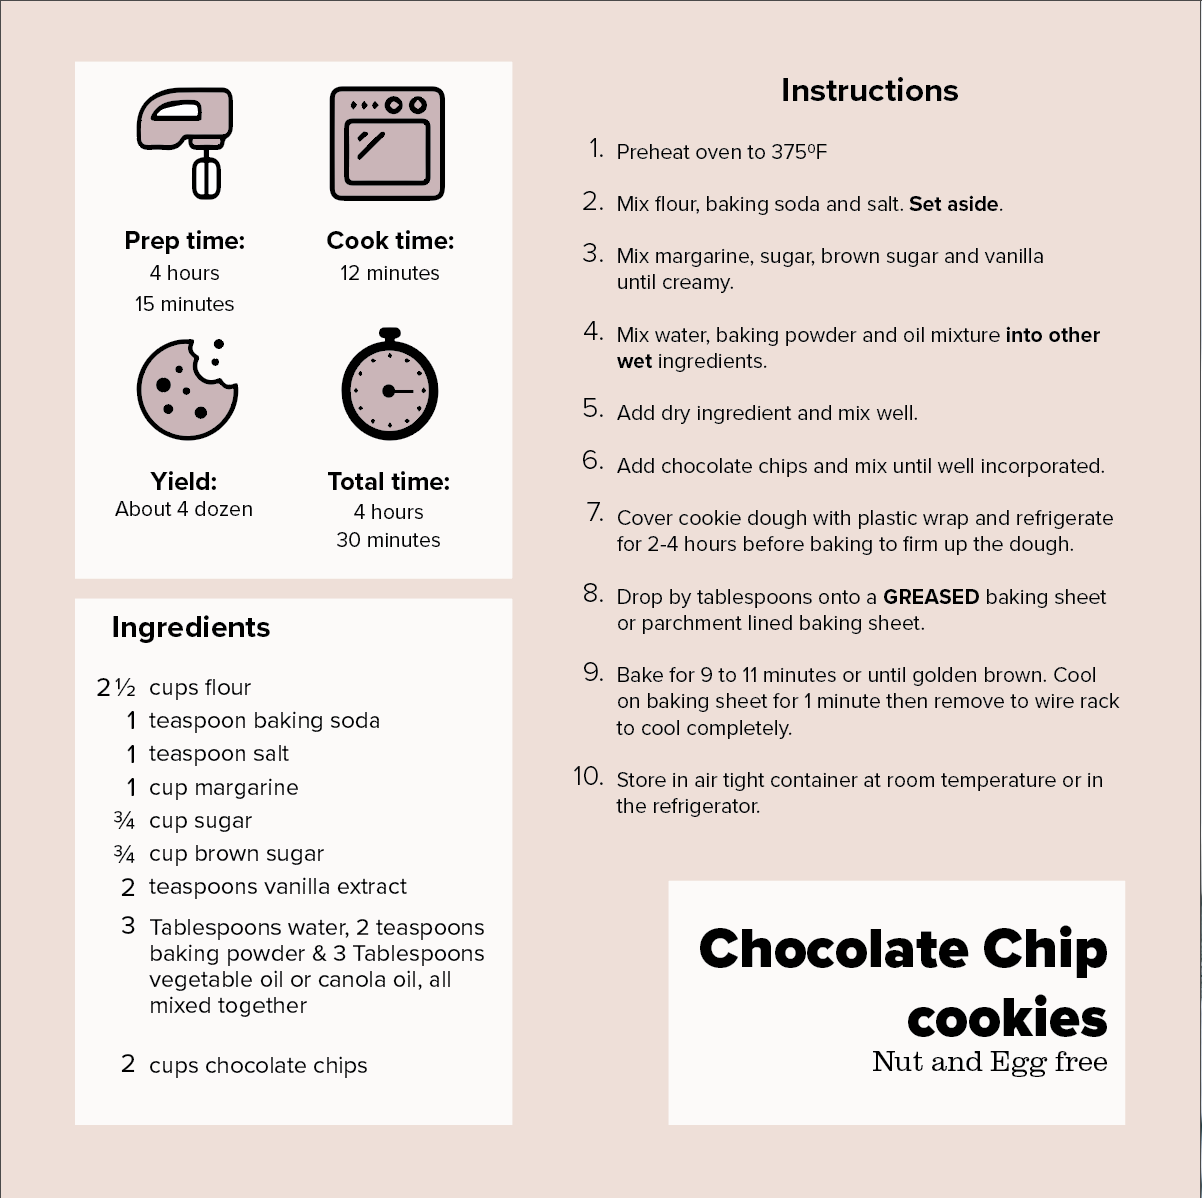 Prep time:
4 hours
15 minutes
Cook time:
12 minutes
Yield:
About 4 dozen
Total time:
4 hours
30 minutes
Ingredients
2 ½ cups flour
1 teaspoon baking soda
1 teaspoon salt
1 cup margarine
¾ cup sugar
¾ cup brown sugar
2 teaspoons vanilla extract
3 Tablespoons water, 2 teaspoons
baking powder & 3 Tablespoons
vegetable oil or canola oil, all
mixed together
2 cups chocolate chips
Instructions
1. Preheat oven to 375ºF
2. Mix flour, baking soda and salt. Set aside.
3. Mix margarine, sugar, brown sugar and vanilla
until creamy.
4. Mix water, baking powder and oil mixture into other
wet ingredients.
5. Add dry ingredient and mix well.
6. Add chocolate chips and mix until well incorporated.
7. Cover cookie dough with plastic wrap and refrigerate
for 2-4 hours before baking to firm up the dough.
8. Drop by tablespoons onto a GREASED baking sheet
or parchment lined baking sheet.
9. Bake for 9 to 11 minutes or until golden brown. Cool
on baking sheet for 1 minute then remove to wire rack
to cool completely.
10. Store in air tight container at room temperature or in
the refrigerator.
Chocolate Chip
cookies
Nut and Egg free